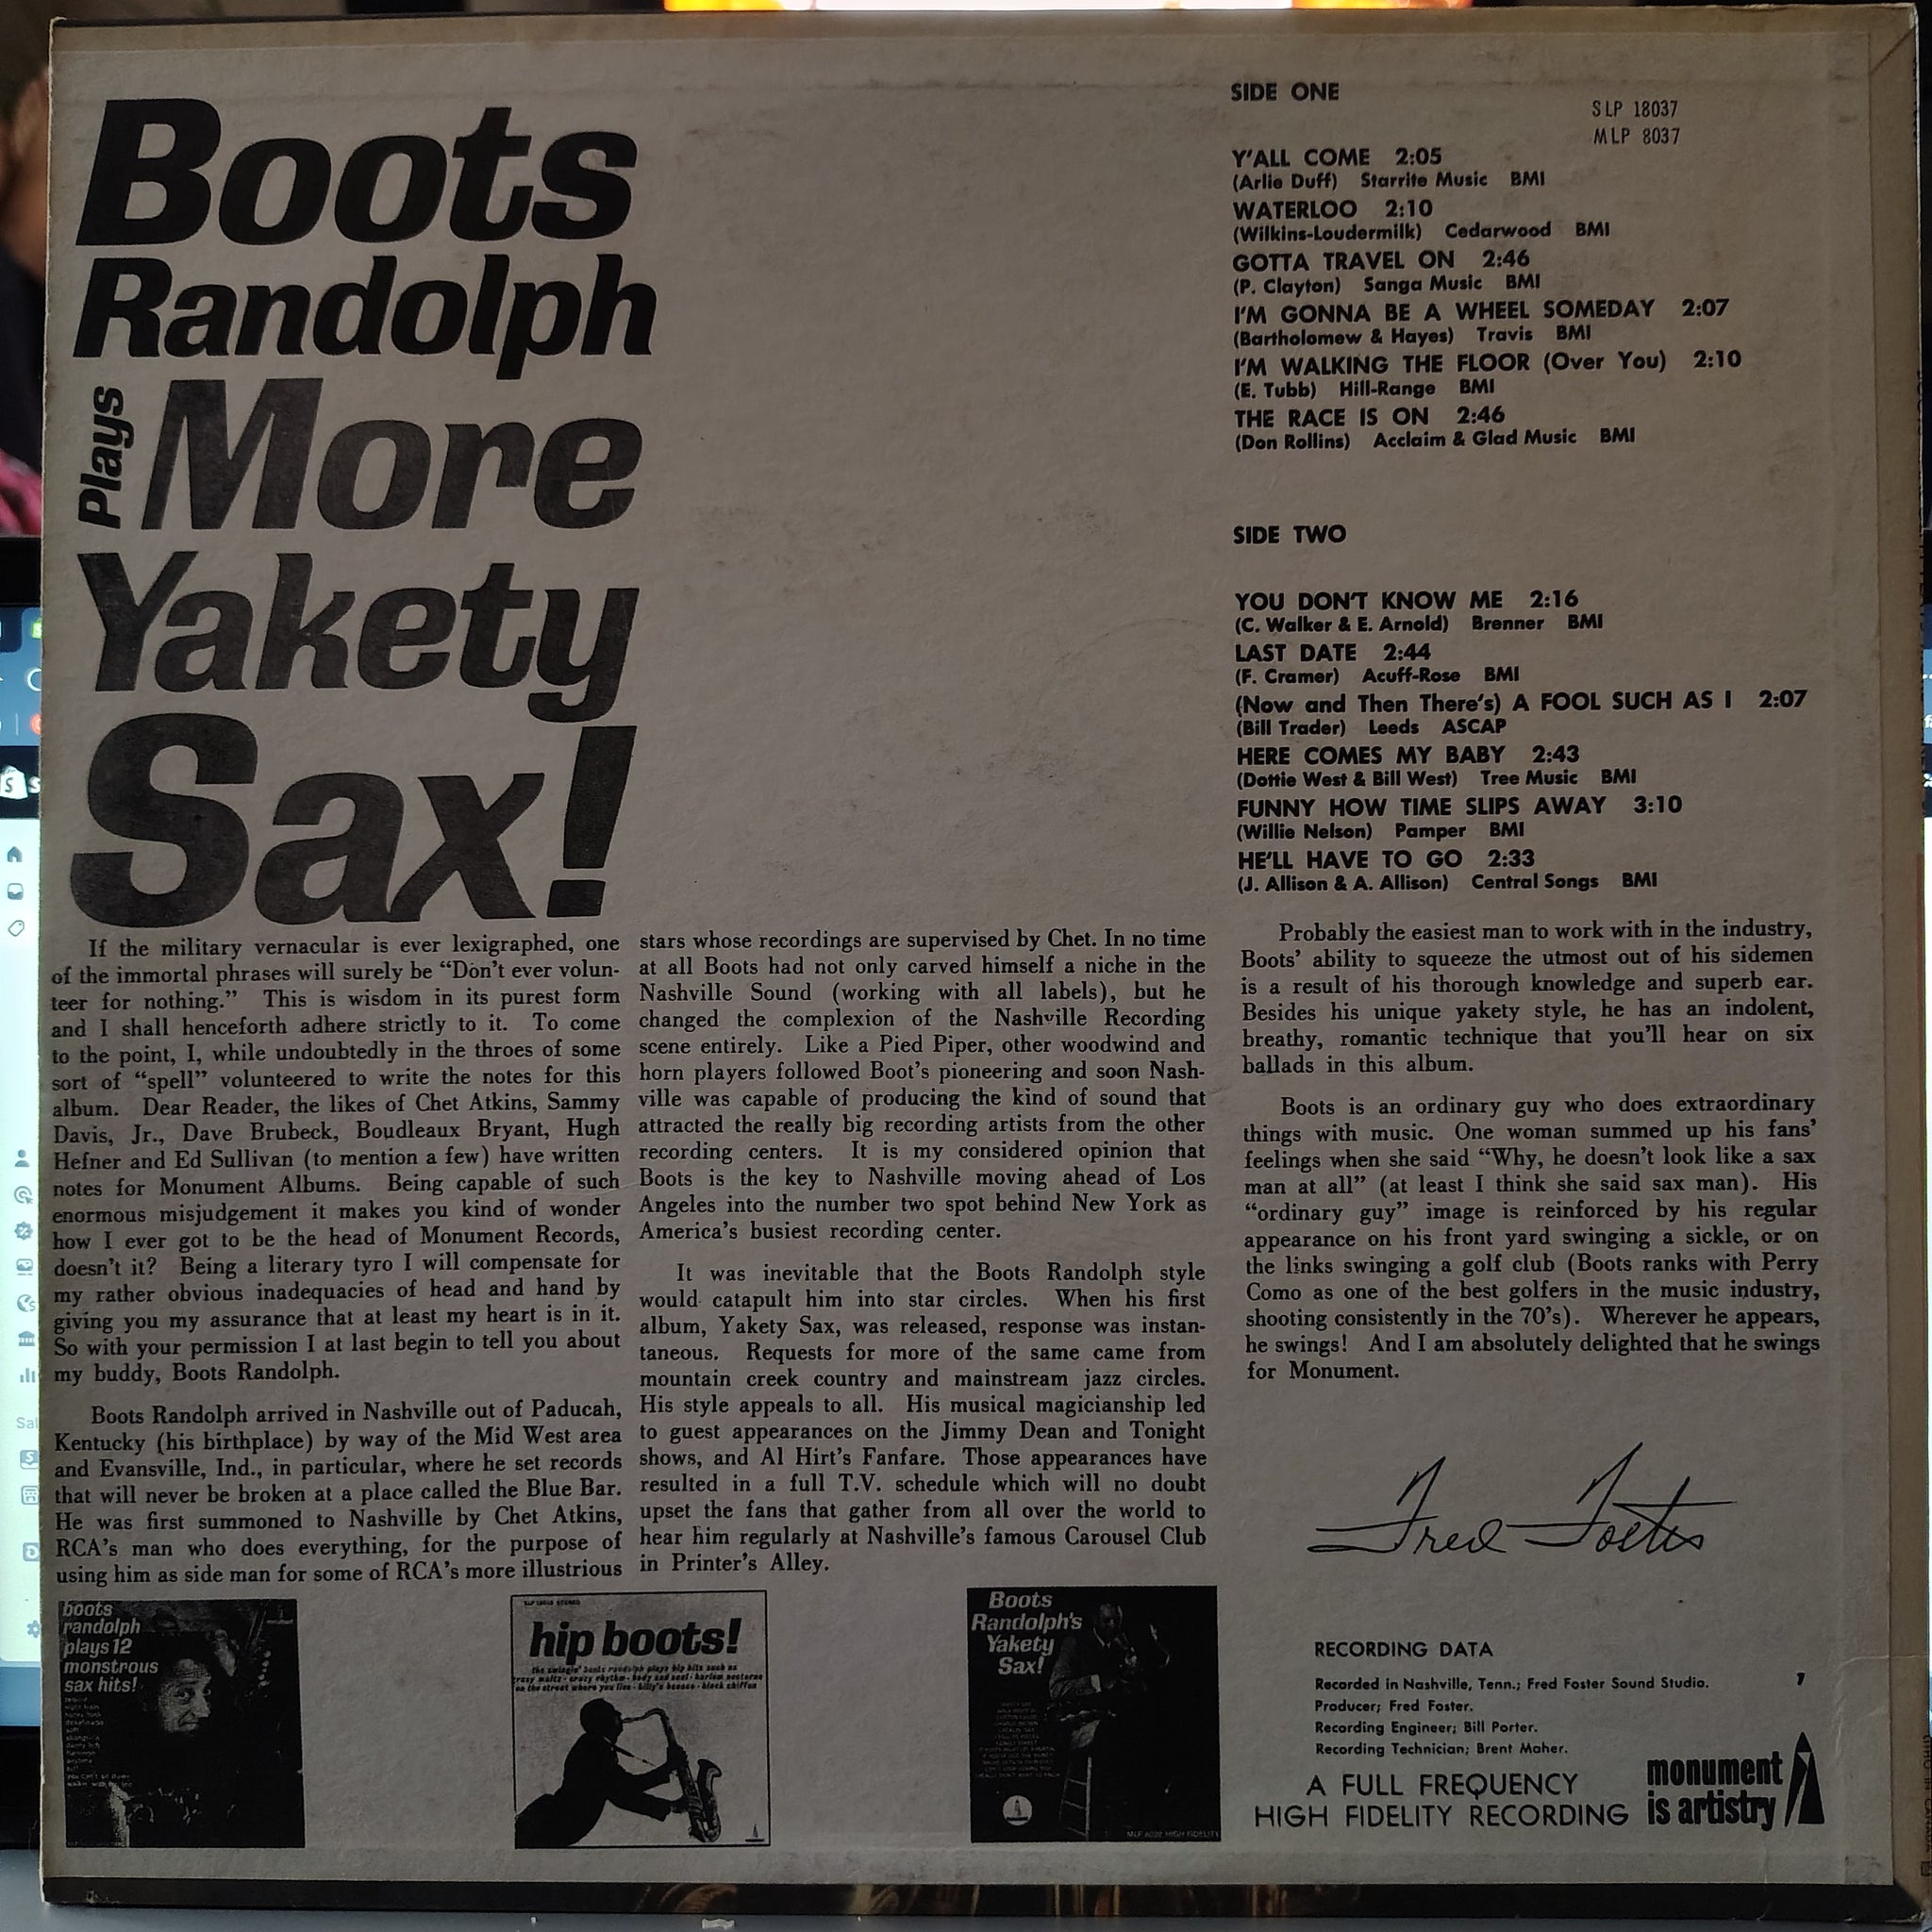 Boots
Randolph
Plays More
Yakety
Sax!
SIDE ONE
SLP 18037
MLP 8037
Y'ALL COME 2:05
(Arlie Duff) Starrite Music BMI
WATERLOO 2:10
(Wilkins-Loudermilk) Cedarwood BMI
GOTTA TRAVEL ON 2:46
(P. Clayton) Sanga Music BMI
I'M GONNA BE A WHEEL SOMEDAY 2:07
(Bartholomew & Hayes) Travis BMI
I'M WALKING THE FLOOR (Over You) 2:10
(E. Tubb) Hill-Range BMI
THE RACE IS ON 2:46
(Don Rollins) Acclaim & Glad Music BMI
SIDE TWO
YOU DON'T KNOW ME 2:16
(C. Walker & E. Arnold) Brenner BMI
LAST DATE 2:44
(F. Cramer) Acuff-Rose BMI
(Now and Then There's) A FOOL SUCH AS I 2:07
(Bill Trader) Leeds ASCAP
HERE COMES MY BABY 2:43
(Dottie West & Bill West) Tree Music BMI
FUNNY HOW TIME SLIPS AWAY 3:10
(Willie Nelson) Pamper BMI
HE'LL HAVE TO GO 2:33
(J. Allison & A. Allison) Central Songs BMI
If the military vernacular is ever lexigraphed, one
of the immortal phrases will surely be "Don't ever volun-
teer for nothing." This is wisdom in its purest form
and I shall henceforth adhere strictly to it. To come
to the point, I, while undoubtedly in the throes of some
sort of "spell" volunteered to write the notes for this
album. Dear Reader, the likes of Chet Atkins, Sammy
Davis, Jr., Dave Brubeck, Boudleaux Bryant, Hugh
Hefner and Ed Sullivan (to mention a few) have written
notes for Monument Albums. Being capable of such
enormous misjudgement it makes you kind of wonder
how I ever got to be the head of Monument Records,
doesn't it? Being a literary tyro I will compensate for
my rather obvious inadequacies of head and hand by
giving you my assurance that at least my heart is in it.
So with your permission I at last begin to tell you about
my buddy, Boots Randolph.
Boots Randolph arrived in Nashville out of Paducah,
Kentucky (his birthplace) by way of the Mid West area
and Evansville, Ind., in particular, where he set records
that will never be broken at a place called the Blue Bar.
He was first summoned to Nashville by Chet Atkins,
RCA's man who does everything, for the purpose of
using him as side man for some of RCA's more illustrious
stars whose recordings are supervised by Chet. In no time
at all Boots had not only carved himself a niche in the
Nashville Sound (working with all labels), but he
changed the complexion of the Nashville Recording
scene entirely. Like a Pied Piper, other woodwind and
horn players followed Boot's pioneering and soon Nash-
ville was capable of producing the kind of sound that
attracted the really big recording artists from the other
recording centers. It is my considered opinion that
Boots is the key to Nashville moving ahead of Los
Angeles into the number two spot behind New York as
America's busiest recording center.
It was inevitable that the Boots Randolph style
would catapult him into star circles. When his first
album, Yakety Sax, was released, response was instan-
taneous. Requests for more of the same came from
mountain creek country and mainstream jazz circles.
His style appeals to all. His musical magicianship led
to guest appearances on the Jimmy Dean and Tonight
shows, and Al Hirt's Fanfare. Those appearances have
resulted in a full T.V. schedule which will no doubt
upset the fans that gather from all over the world to
hear him regularly at Nashville's famous Carousel Club
in Printer's Alley.
Probably the easiest man to work with in the industry,
Boots' ability to squeeze the utmost out of his sidemen
is a result of his thorough knowledge and superb ear.
Besides his unique yakety style, he has an indolent,
breathy, romantic technique that you'll hear on six
ballads in this album.
Boots is an ordinary guy who does extraordinary
things with music. One woman summed up his fans'
feelings when she said "Why, he doesn't look like a sax
man at all" (at least I think she said sax man). His
"ordinary guy" image is reinforced by his regular
appearance on his front yard swinging a sickle, or on
the links swinging a golf club (Boots ranks with Perry
Como as one of the best golfers in the music industry,
shooting consistently in the 70's). Wherever he appears,
he swings! And I am absolutely delighted that he swings
for Monument.
Fred Foster
boots
randolph
plays 12
monstrous
sax hits!
SLP 18015 STEREO
hip boots!
the swingin' boots randolph plays hip hits such as
crazy waltz · crazy rhythm · body and soul · harlem nocturne
on the street where you live · billy's bounce · black chiffon
Boots
Randolph's
Yakety
Sax!
RECORDING DATA
Recorded in Nashville, Tenn.; Fred Foster Sound Studio.
Producer; Fred Foster.
Recording Engineer; Bill Porter.
Recording Technician; Brent Maher.
7
A FULL FREQUENCY
HIGH FIDELITY RECORDING
monument
is artistry